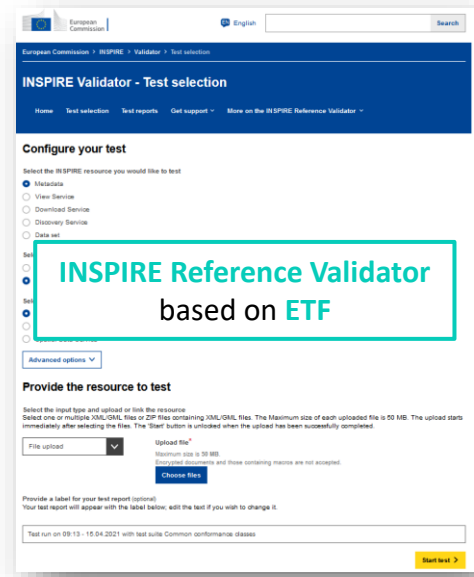 European
Commission
English
Search
European Commission > INSPIRE > Validator > Test selection
INSPIRE Validator - Test selection
Home Test selection Test reports Get support More on the INSPIRE Reference Validator
Configure your test
Select the INSPIRE resource you would like to test
Metadata
View Service
Download Service
Discovery Service
Data set
INSPIRE Reference Validator
based on ETF
Advanced options
Provide the resource to test
Select the input type and upload or link the resource
Select one or multiple XML/GML files or ZIP files containing XML/GML files. The Maximum size of each uploaded file is 50 MB. The upload starts
immediately after selecting the files. The 'Start' button is unlocked when the upload has been successfully completed.
File upload
Upload file*
Maximum size is 50 MB.
Encrypted documents and those containing macros are not accepted.
Choose files
Provide a label for your test report (optional)
Your test report will appear with the label below, edit the text if you wish to change it.
Test run on 09:13 - 15.04.2021 with test suite Common conformance classes
Start test >